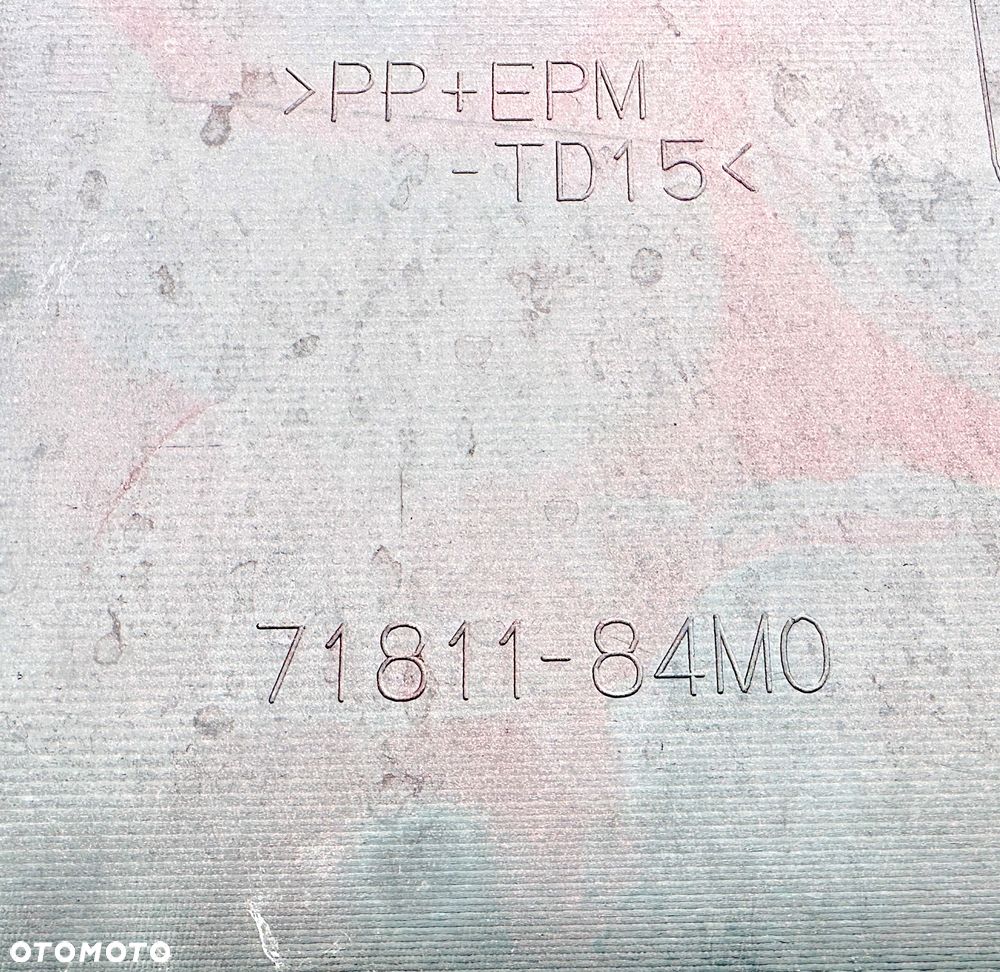 >PP+EPM
-TD15<
71811-84M0
OTOMOTO